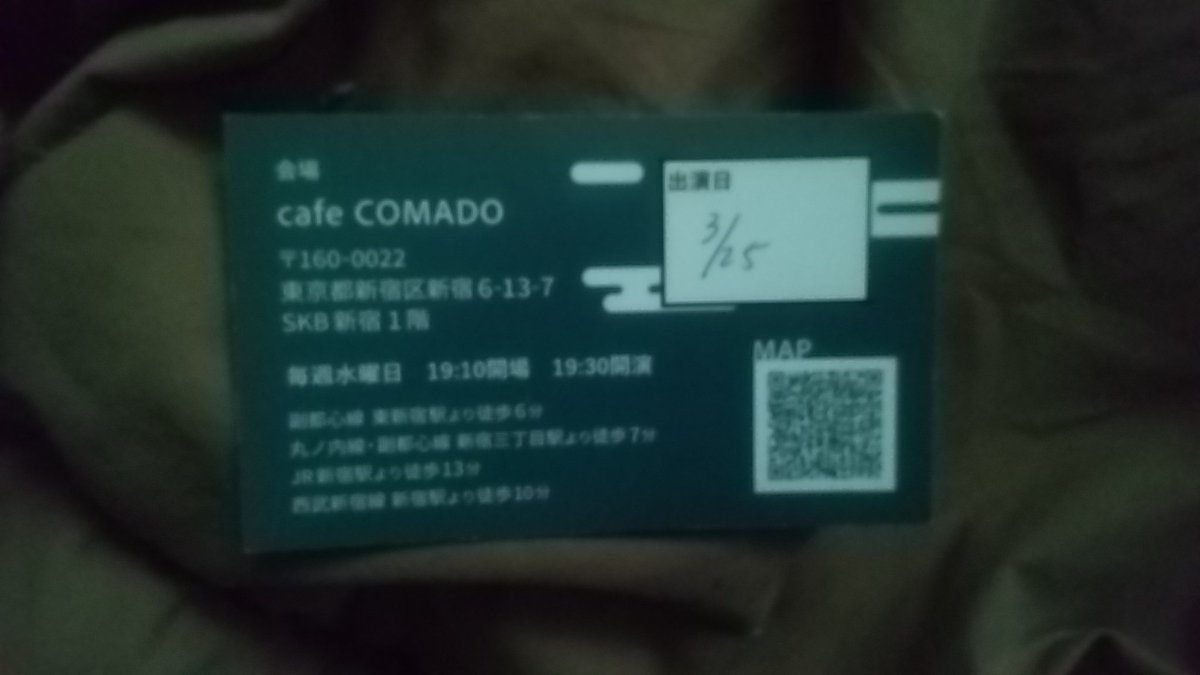 会場
cafe COMADO
〒160-0022
東京都新宿区新宿6-13-7
SKB新宿1階
毎週水曜日 19:10開場 19:30開演
副都心線 東新宿駅より徒歩6分
丸ノ内線・副都心線 新宿三丁目駅より徒歩7分
JR新宿駅より徒歩13分
西武新宿線 新宿駅より徒歩10分
出演日
3/25
MAP